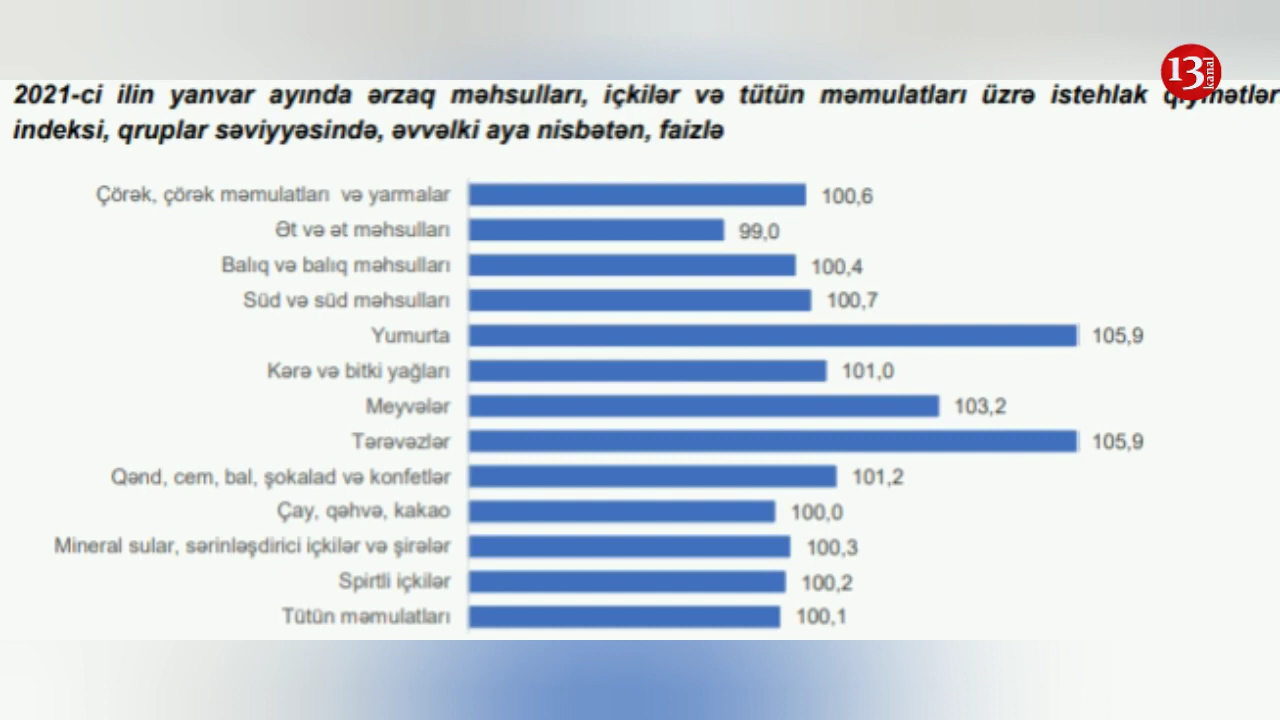 13
kanal
2021-ci ilin yanvar ayında ərzaq məhsulları, içkilər və tütün məmulatları üzrə istehlak qiymətlər
indeksi, qruplar səviyyəsində, əvvəlki aya nisbətən, faizlə
Çörək, çörək məmulatları və yarmalar 100,6
Ət və ət məhsulları 99,0
Balıq və balıq məhsulları 100,4
Süd və süd məhsulları 100,7
Yumurta 105,9
Kərə və bitki yağları 101,0
Meyvələr 103,2
Tərəvəzlər 105,9
Qənd, cem, bal, şokalad və konfetlər 101,2
Çay, qəhvə, kakao 100,0
Mineral sular, sərinləşdirici içkilər və şirələr 100,3
Spirtli içkilər 100,2
Tütün məmulatları 100,1